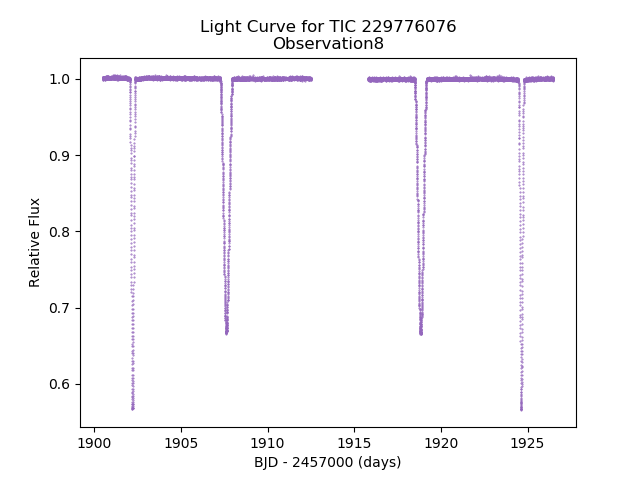 Light Curve for TIC 229776076
Observation8
1.0
0.9
0.8
0.7
0.6
Relative Flux
1900 1905 1910 1915 1920 1925
BJD - 2457000 (days)